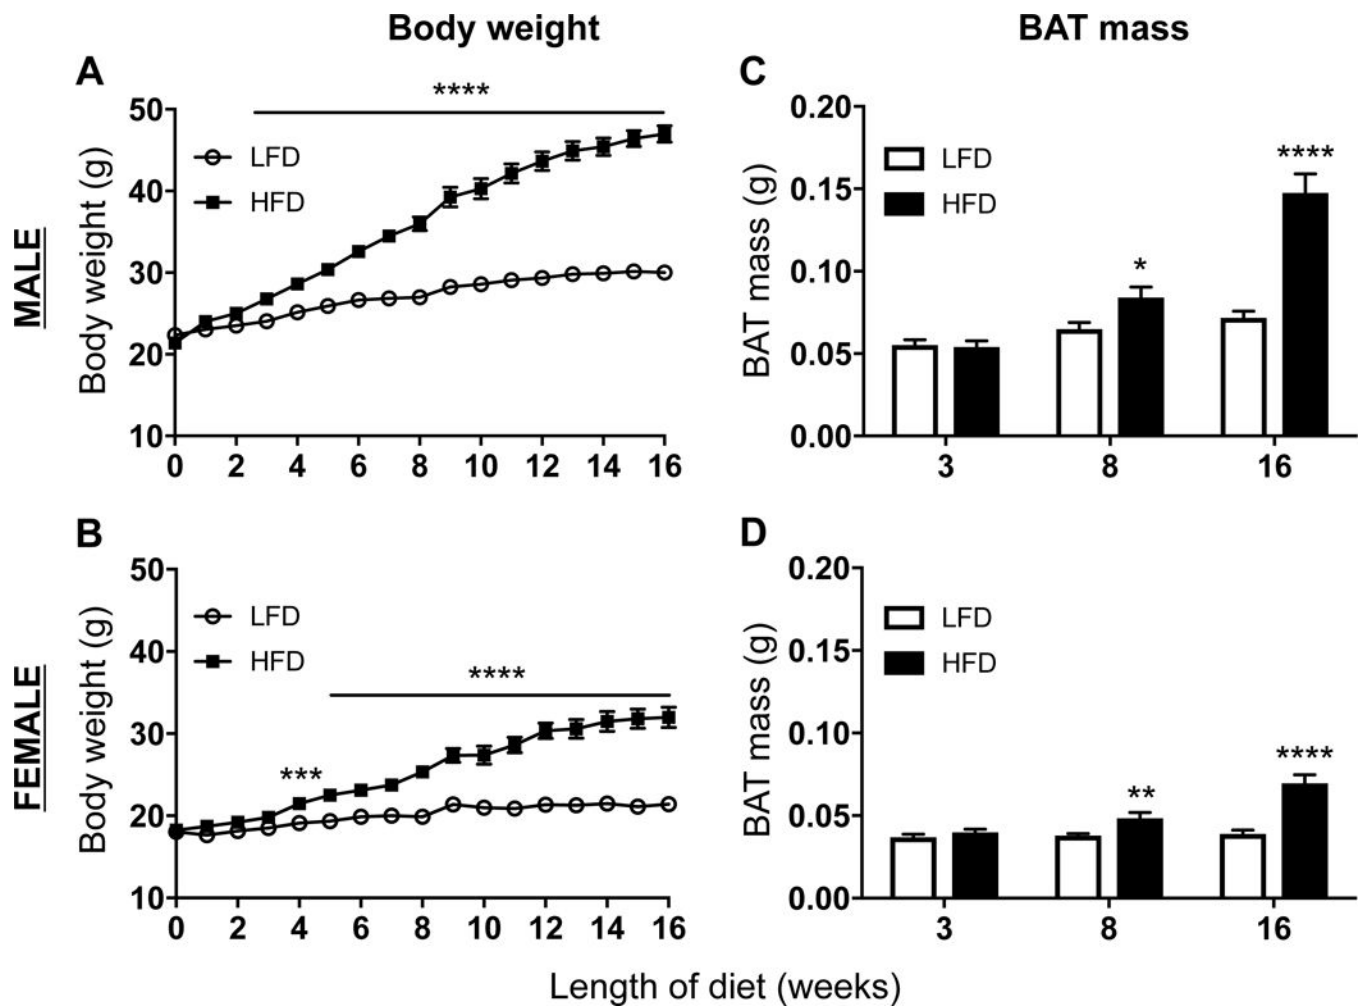 Body weight
BAT mass
MALE
A
****
Body weight (g)
50
40
30
20
10
LFD
HFD
0 2 4 6 8 10 12 14 16
C
BAT mass (g)
0.20
0.15
0.10
0.05
0.00
LFD
HFD
*
****
3 8 16
FEMALE
B
Body weight (g)
50
40
30
20
10
LFD
HFD
***
****
0 2 4 6 8 10 12 14 16
D
BAT mass (g)
0.20
0.15
0.10
0.05
0.00
LFD
HFD
**
****
3 8 16
Length of diet (weeks)